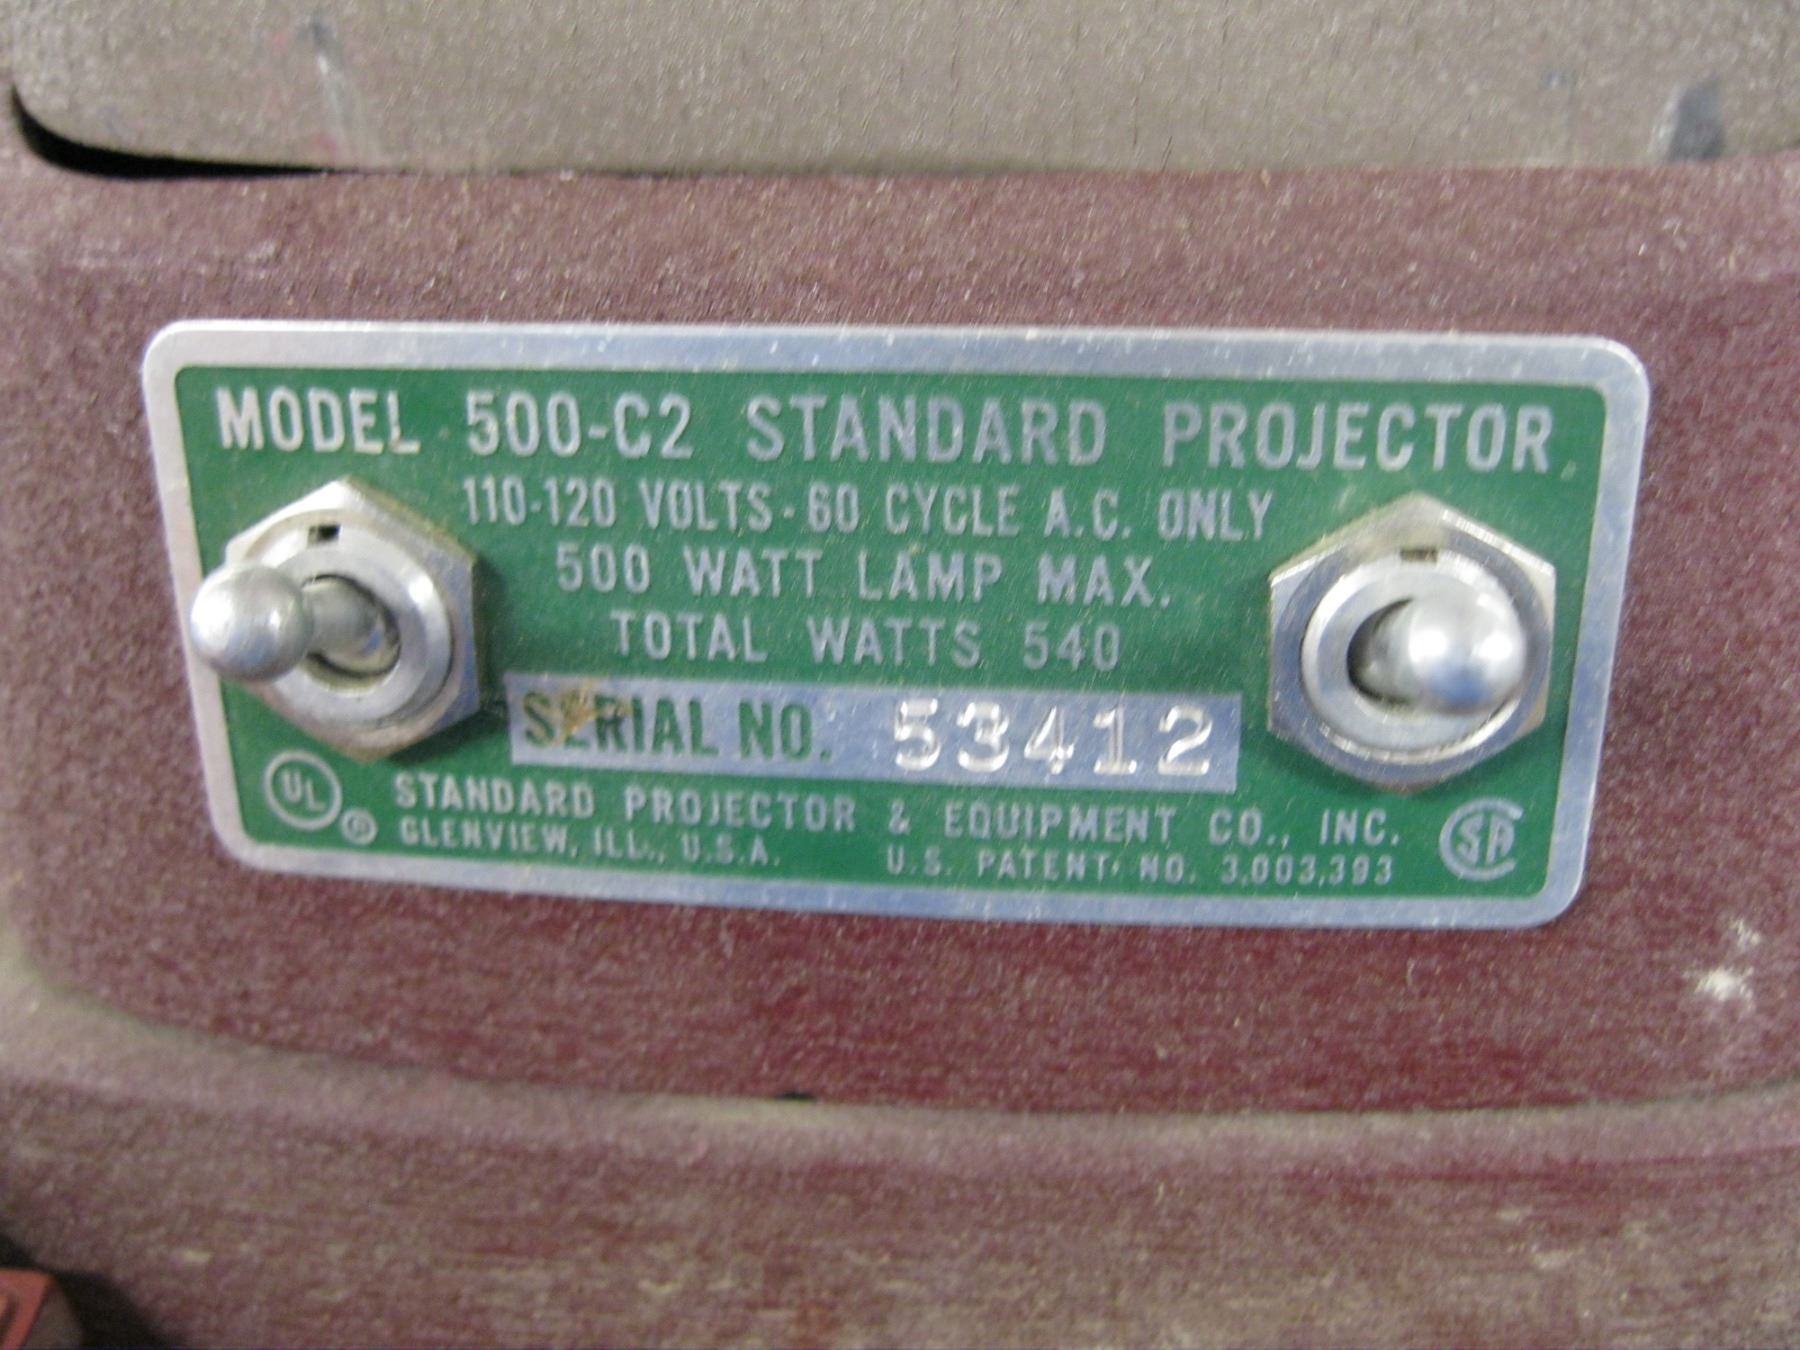 MODEL 500-C2 STANDARD PROJECTOR
110-120 VOLTS-60 CYCLE A.C. ONLY
500 WATT LAMP MAX.
TOTAL WATTS 540
SERIAL NO. 53412
UL
STANDARD PROJECTOR & EQUIPMENT CO., INC.
GLENVIEW, ILL., U.S.A. U.S. PATENT NO. 3,003,393
SA